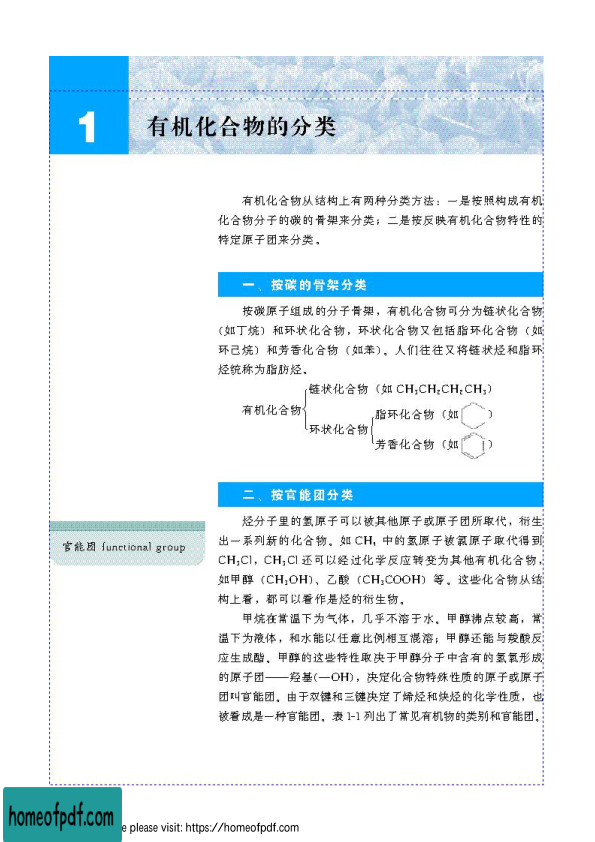 1
有机化合物的分类
有机化合物从结构上有两种分类方法：一是按照构成有机
化合物分子的碳的骨架来分类；二是按反映有机化合物特性的
特定原子团来分类。
一、按碳的骨架分类
按碳原子组成的分子骨架，有机化合物可分为链状化合物
（如丁烷）和环状化合物，环状化合物又包括脂环化合物（如
环己烷）和芳香化合物（如苯）。人们往往又将链状烃和脂环
烃统称为脂肪烃。
链状化合物（如 CH₃CH₂CH₂CH₃）
有机化合物
脂环化合物（如 ）
环状化合物
芳香化合物（如 ）
二、按官能团分类
烃分子里的氢原子可以被其他原子或原子团所取代，衍生
出一系列新的化合物。如 CH₄ 中的氢原子被氯原子取代得到
CH₃Cl，CH₃Cl 还可以经过化学反应转变为其他有机化合物，
如甲醇（CH₃OH）、乙酸（CH₃COOH）等。这些化合物从结
构上看，都可以看作是烃的衍生物。
官能团 functional group
甲烷在常温下为气体，几乎不溶于水。甲醇沸点较高，常
温下为液体，和水能以任意比例相互混溶；甲醇还能与羧酸反
应生成酯。甲醇的这些特性取决于甲醇分子中含有的氢氧形成
的原子团——羟基(—OH)，决定化合物特殊性质的原子或原子
团叫官能团。由于双键和三键决定了烯烃和炔烃的化学性质，也
被看成是一种官能团。表 1-1 列出了常见有机物的类别和官能团。
homeofpdf.com
e please visit: https://homeofpdf.com